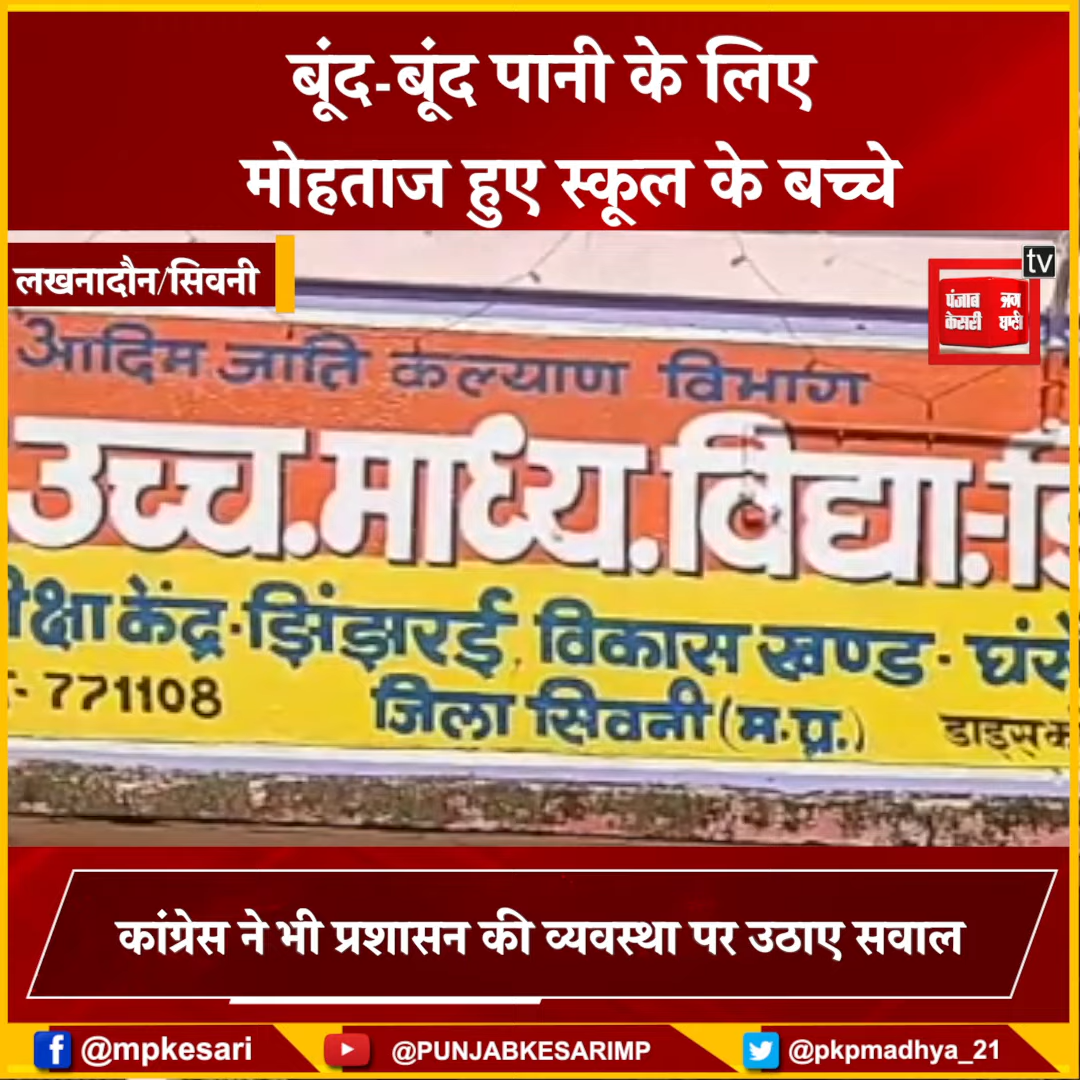 बूंद-बूंद पानी के लिए
मोहताज हुए स्कूल के बच्चे
लखनादौन/सिवनी
tv
पंजाब केसरी
आदिम जाति कल्याण विभाग
उच्च.माध्य.विद्या.-झि
केंद्र-झिंझरई, विकास खण्ड-
- 771108
जिला सिवनी (म.प्र.)
कांग्रेस ने भी प्रशासन की व्यवस्था पर उठाए सवाल
@mpkesari
@PUNJABKESARIMP
@pkpmadhya_21